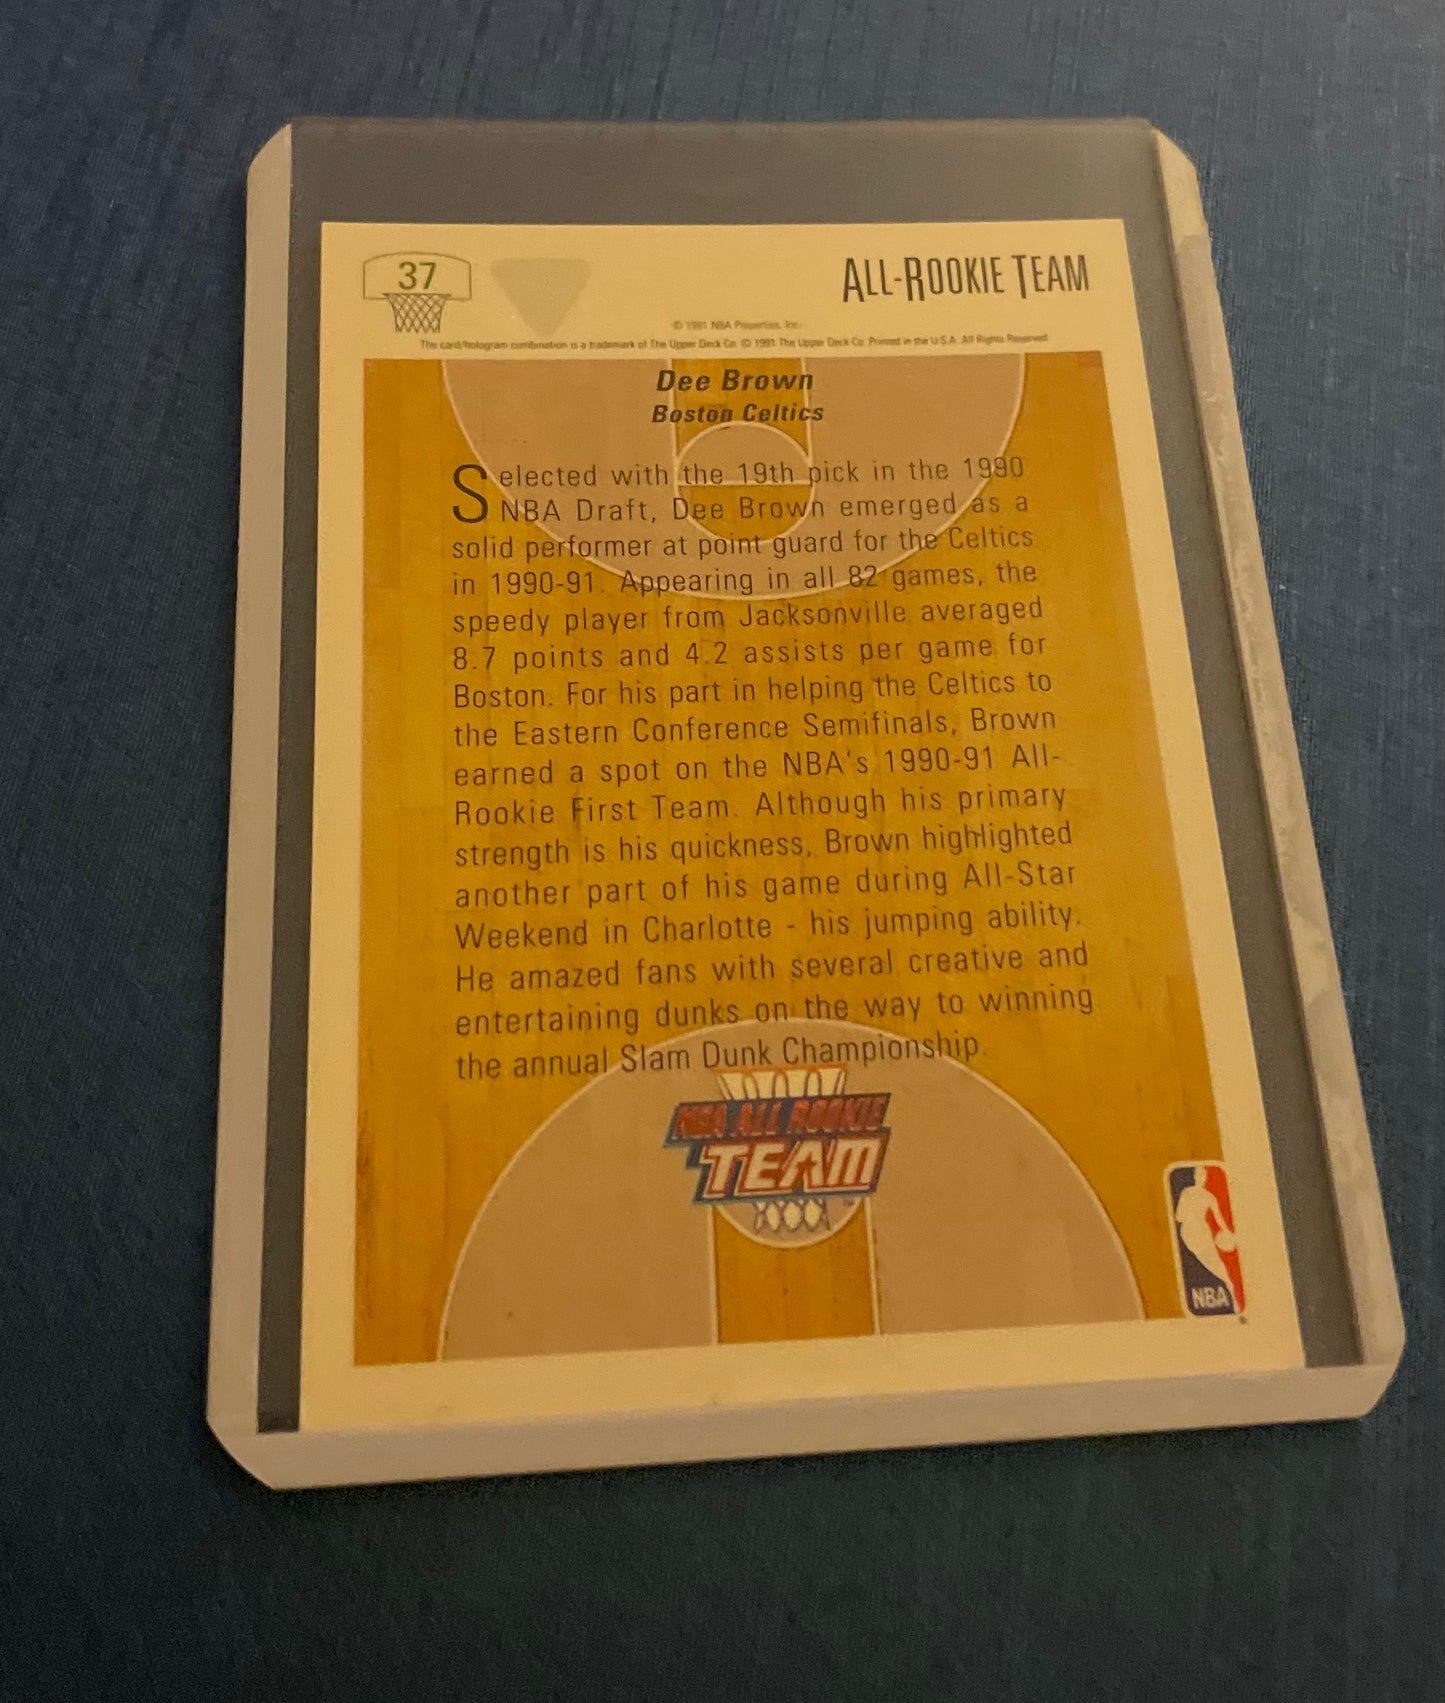 37
ALL-ROOKIE TEAM
© 1991 NBA Properties, Inc.
The card/hologram combination is a trademark of The Upper Deck Co. © 1991 The Upper Deck Co. Printed in the U.S.A. All Rights Reserved.
Dee Brown
Boston Celtics
Selected with the 19th pick in the 1990
NBA Draft, Dee Brown emerged as a
solid performer at point guard for the Celtics
in 1990-91. Appearing in all 82 games, the
speedy player from Jacksonville averaged
8.7 points and 4.2 assists per game for
Boston. For his part in helping the Celtics to
the Eastern Conference Semifinals, Brown
earned a spot on the NBA's 1990-91 All-
Rookie First Team. Although his primary
strength is his quickness, Brown highlighted
another part of his game during All-Star
Weekend in Charlotte - his jumping ability.
He amazed fans with several creative and
entertaining dunks on the way to winning
the annual Slam Dunk Championship.
NBA ALL ROOKIE
TEAM
™
NBA
®